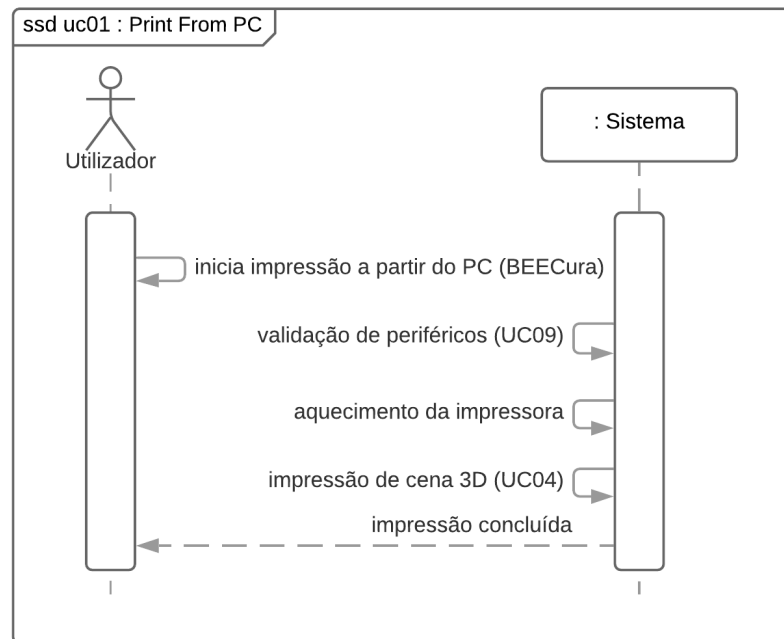 ssd uc01 : Print From PC
Utilizador
: Sistema
inicia impressão a partir do PC (BEECura)
validação de periféricos (UC09)
aquecimento da impressora
impressão de cena 3D (UC04)
impressão concluída